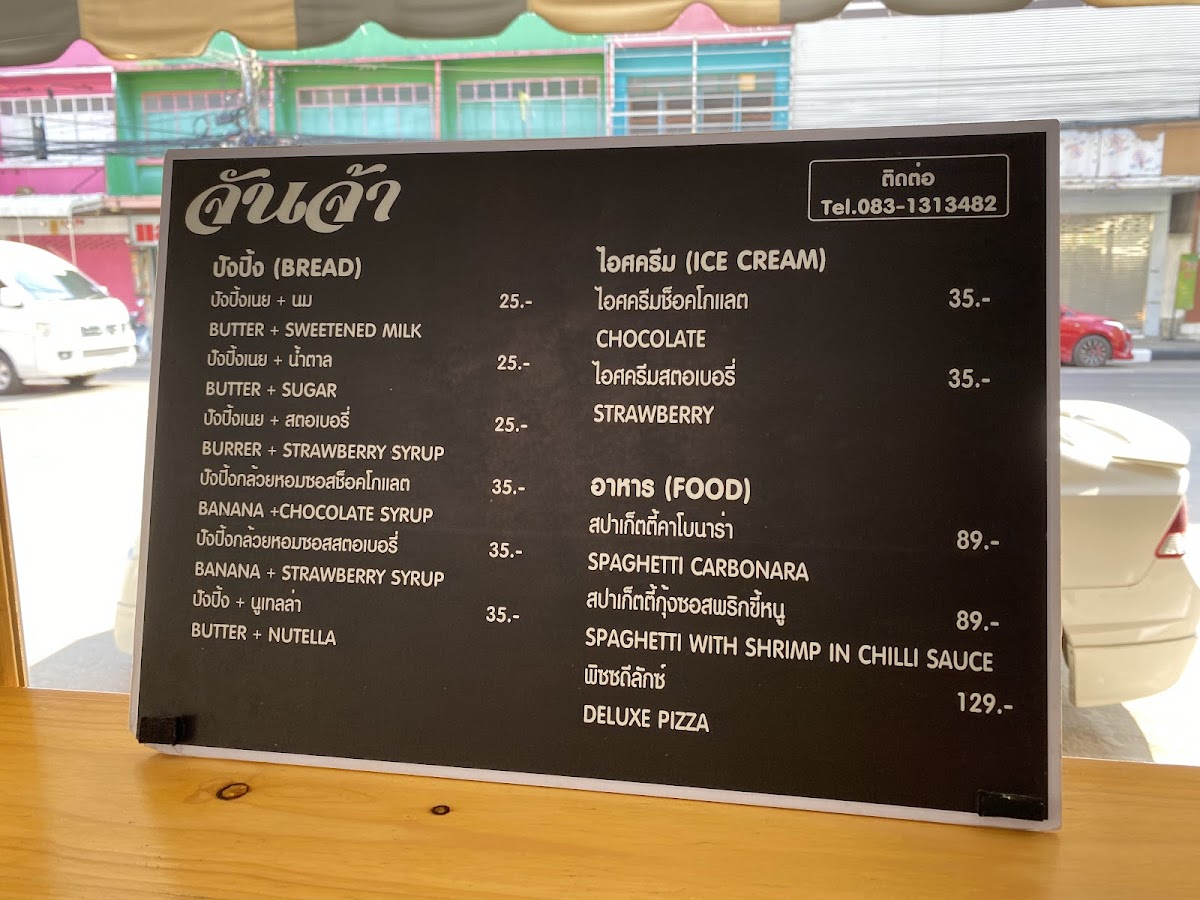 จันจ้า
ติดต่อ
Tel.083-1313482
ปังปิ้ง (BREAD)
ปังปิ้งเนย + นม 25.-
BUTTER + SWEETENED MILK
ปังปิ้งเนย + น้ำตาล 25.-
BUTTER + SUGAR
ปังปิ้งเนย + สตอเบอรี่ 25.-
BURRER + STRAWBERRY SYRUP
ปังปิ้งกล้วยหอมซอสช็อคโกแลต 35.-
BANANA +CHOCOLATE SYRUP
ปังปิ้งกล้วยหอมซอสสตอเบอรี่ 35.-
BANANA + STRAWBERRY SYRUP
ปังปิ้ง + นูเทลล่า 35.-
BUTTER + NUTELLA
ไอศครีม (ICE CREAM)
ไอศครีมช็อคโกแลต 35.-
CHOCOLATE
ไอศครีมสตอเบอรี่ 35.-
STRAWBERRY
อาหาร (FOOD)
สปาเก็ตตี้คาโบนาร่า 89.-
SPAGHETTI CARBONARA
สปาเก็ตตี้กุ้งซอสพริกขี้หนู 89.-
SPAGHETTI WITH SHRIMP IN CHILLI SAUCE
พิซซดีลักซ์ 129.-
DELUXE PIZZA